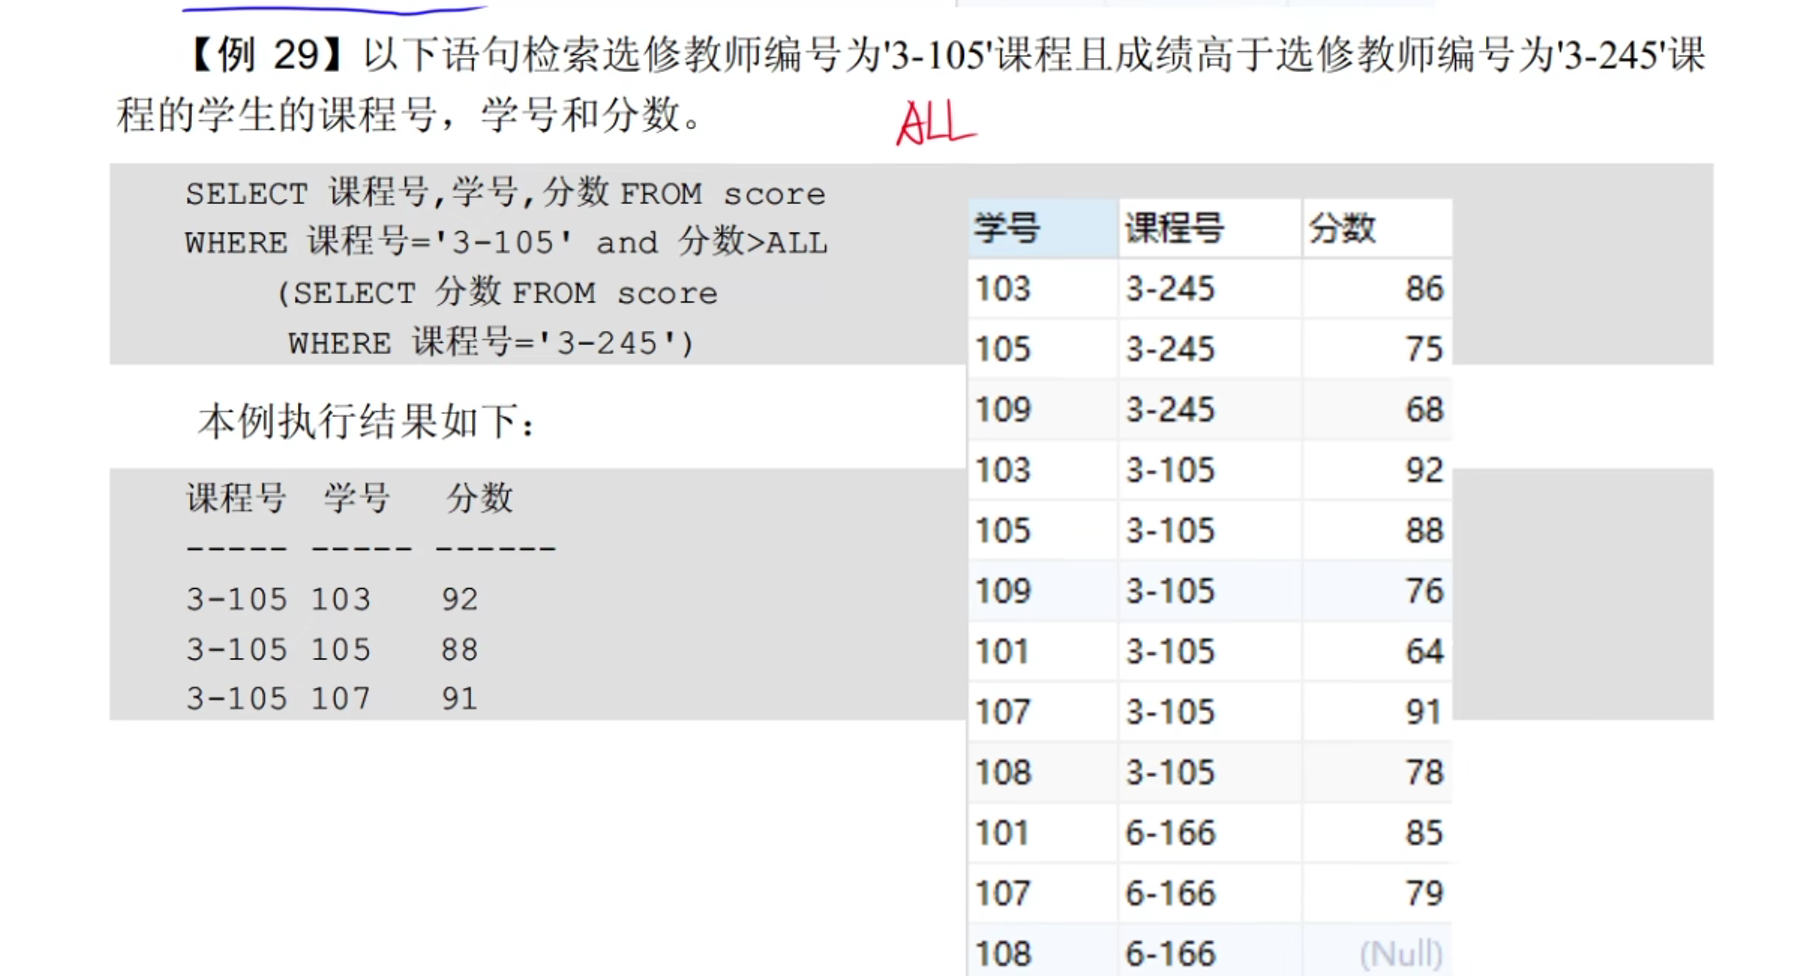 【例 29】以下语句检索选修教师编号为'3-105'课程且成绩高于选修教师编号为'3-245'课
程的学生的课程号，学号和分数。
ALL
SELECT 课程号,学号,分数 FROM score
WHERE 课程号='3-105' and 分数>ALL
(SELECT 分数 FROM score
WHERE 课程号='3-245')
本例执行结果如下：
课程号 学号 分数
----- ----- ------
3-105 103 92
3-105 105 88
3-105 107 91
学号 课程号 分数
103 3-245 86
105 3-245 75
109 3-245 68
103 3-105 92
105 3-105 88
109 3-105 76
101 3-105 64
107 3-105 91
108 3-105 78
101 6-166 85
107 6-166 79
108 6-166 (Null)